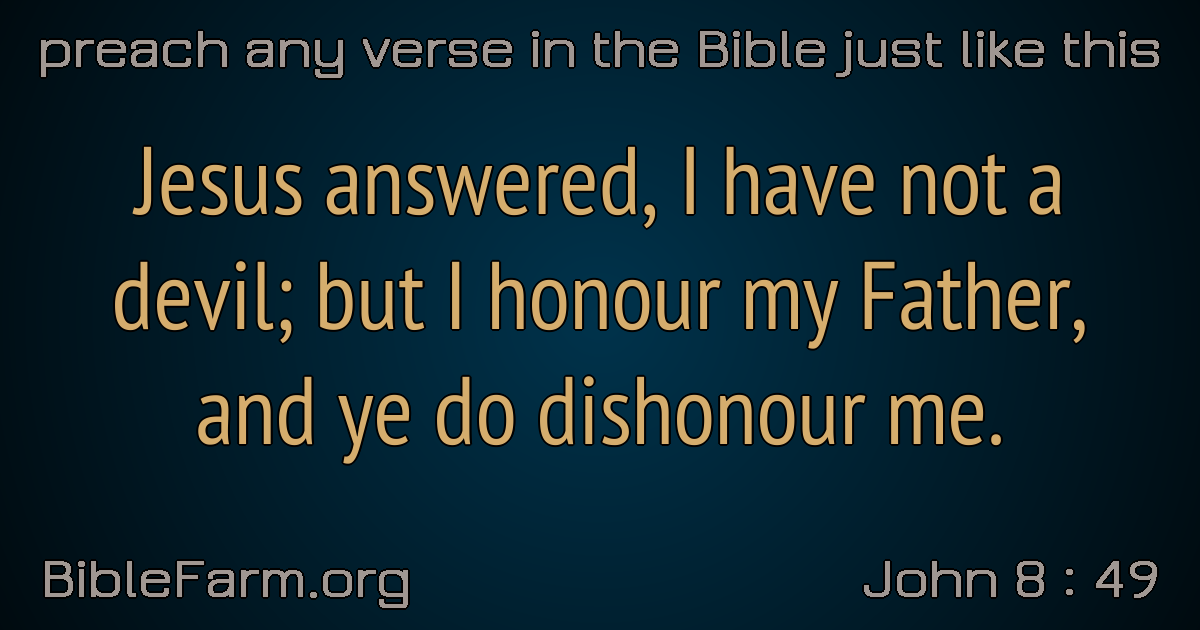 preach any verse in the Bible just like this
Jesus answered, I have not a
devil; but I honour my Father,
and ye do dishonour me.
BibleFarm.org
John 8 : 49